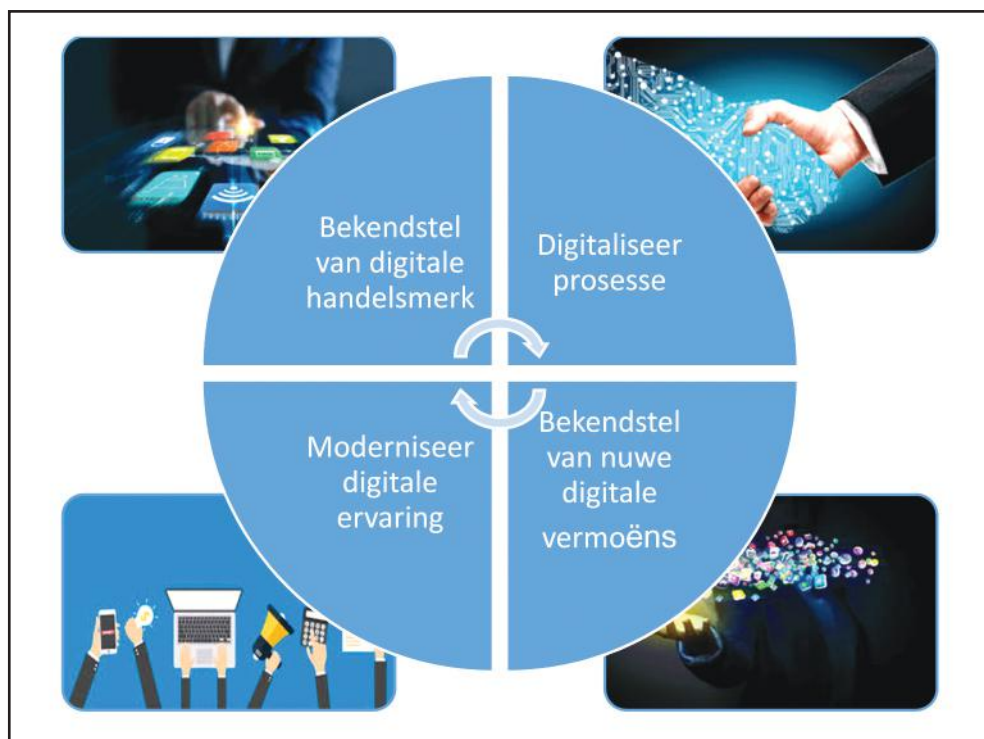 Bekendstel
van digitale
handelsmerk
Digitaliseer
prosesse
Moderniseer
digitale
ervaring
Bekendstel
van nuwe
digitale
vermoëns